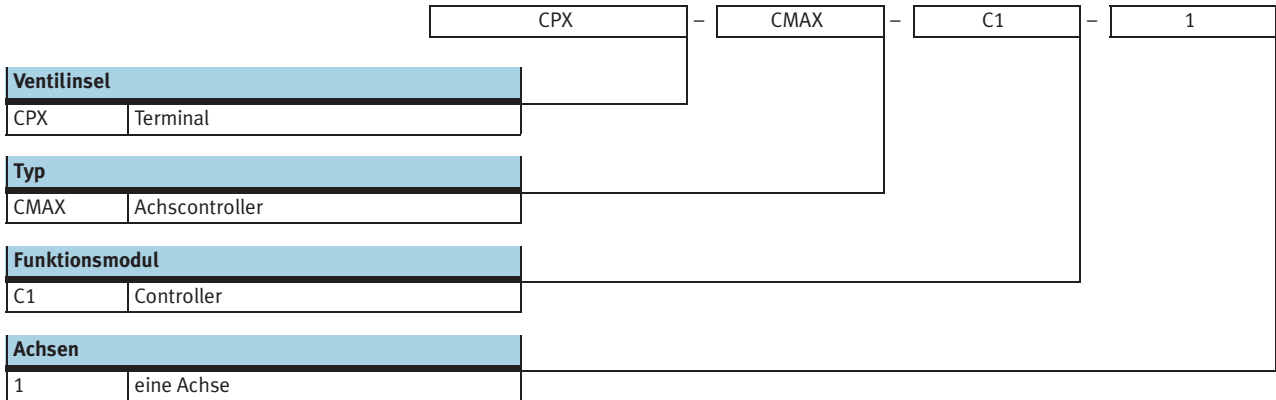 CPX – CMAX – C1 – 1
Ventilinsel
CPX Terminal
Typ
CMAX Achscontroller
Funktionsmodul
C1 Controller
Achsen
1 eine Achse